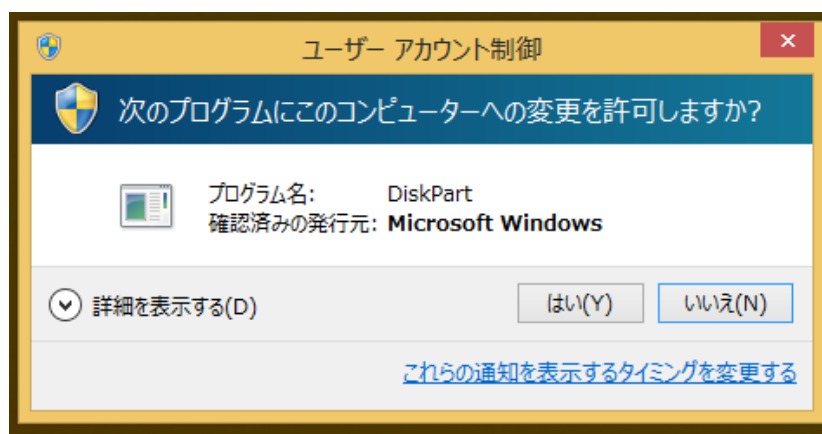 ユーザー アカウント制御
次のプログラムにこのコンピューターへの変更を許可しますか?
プログラム名: DiskPart
確認済みの発行元: Microsoft Windows
詳細を表示する(D) はい(Y) いいえ(N)
これらの通知を表示するタイミングを変更する